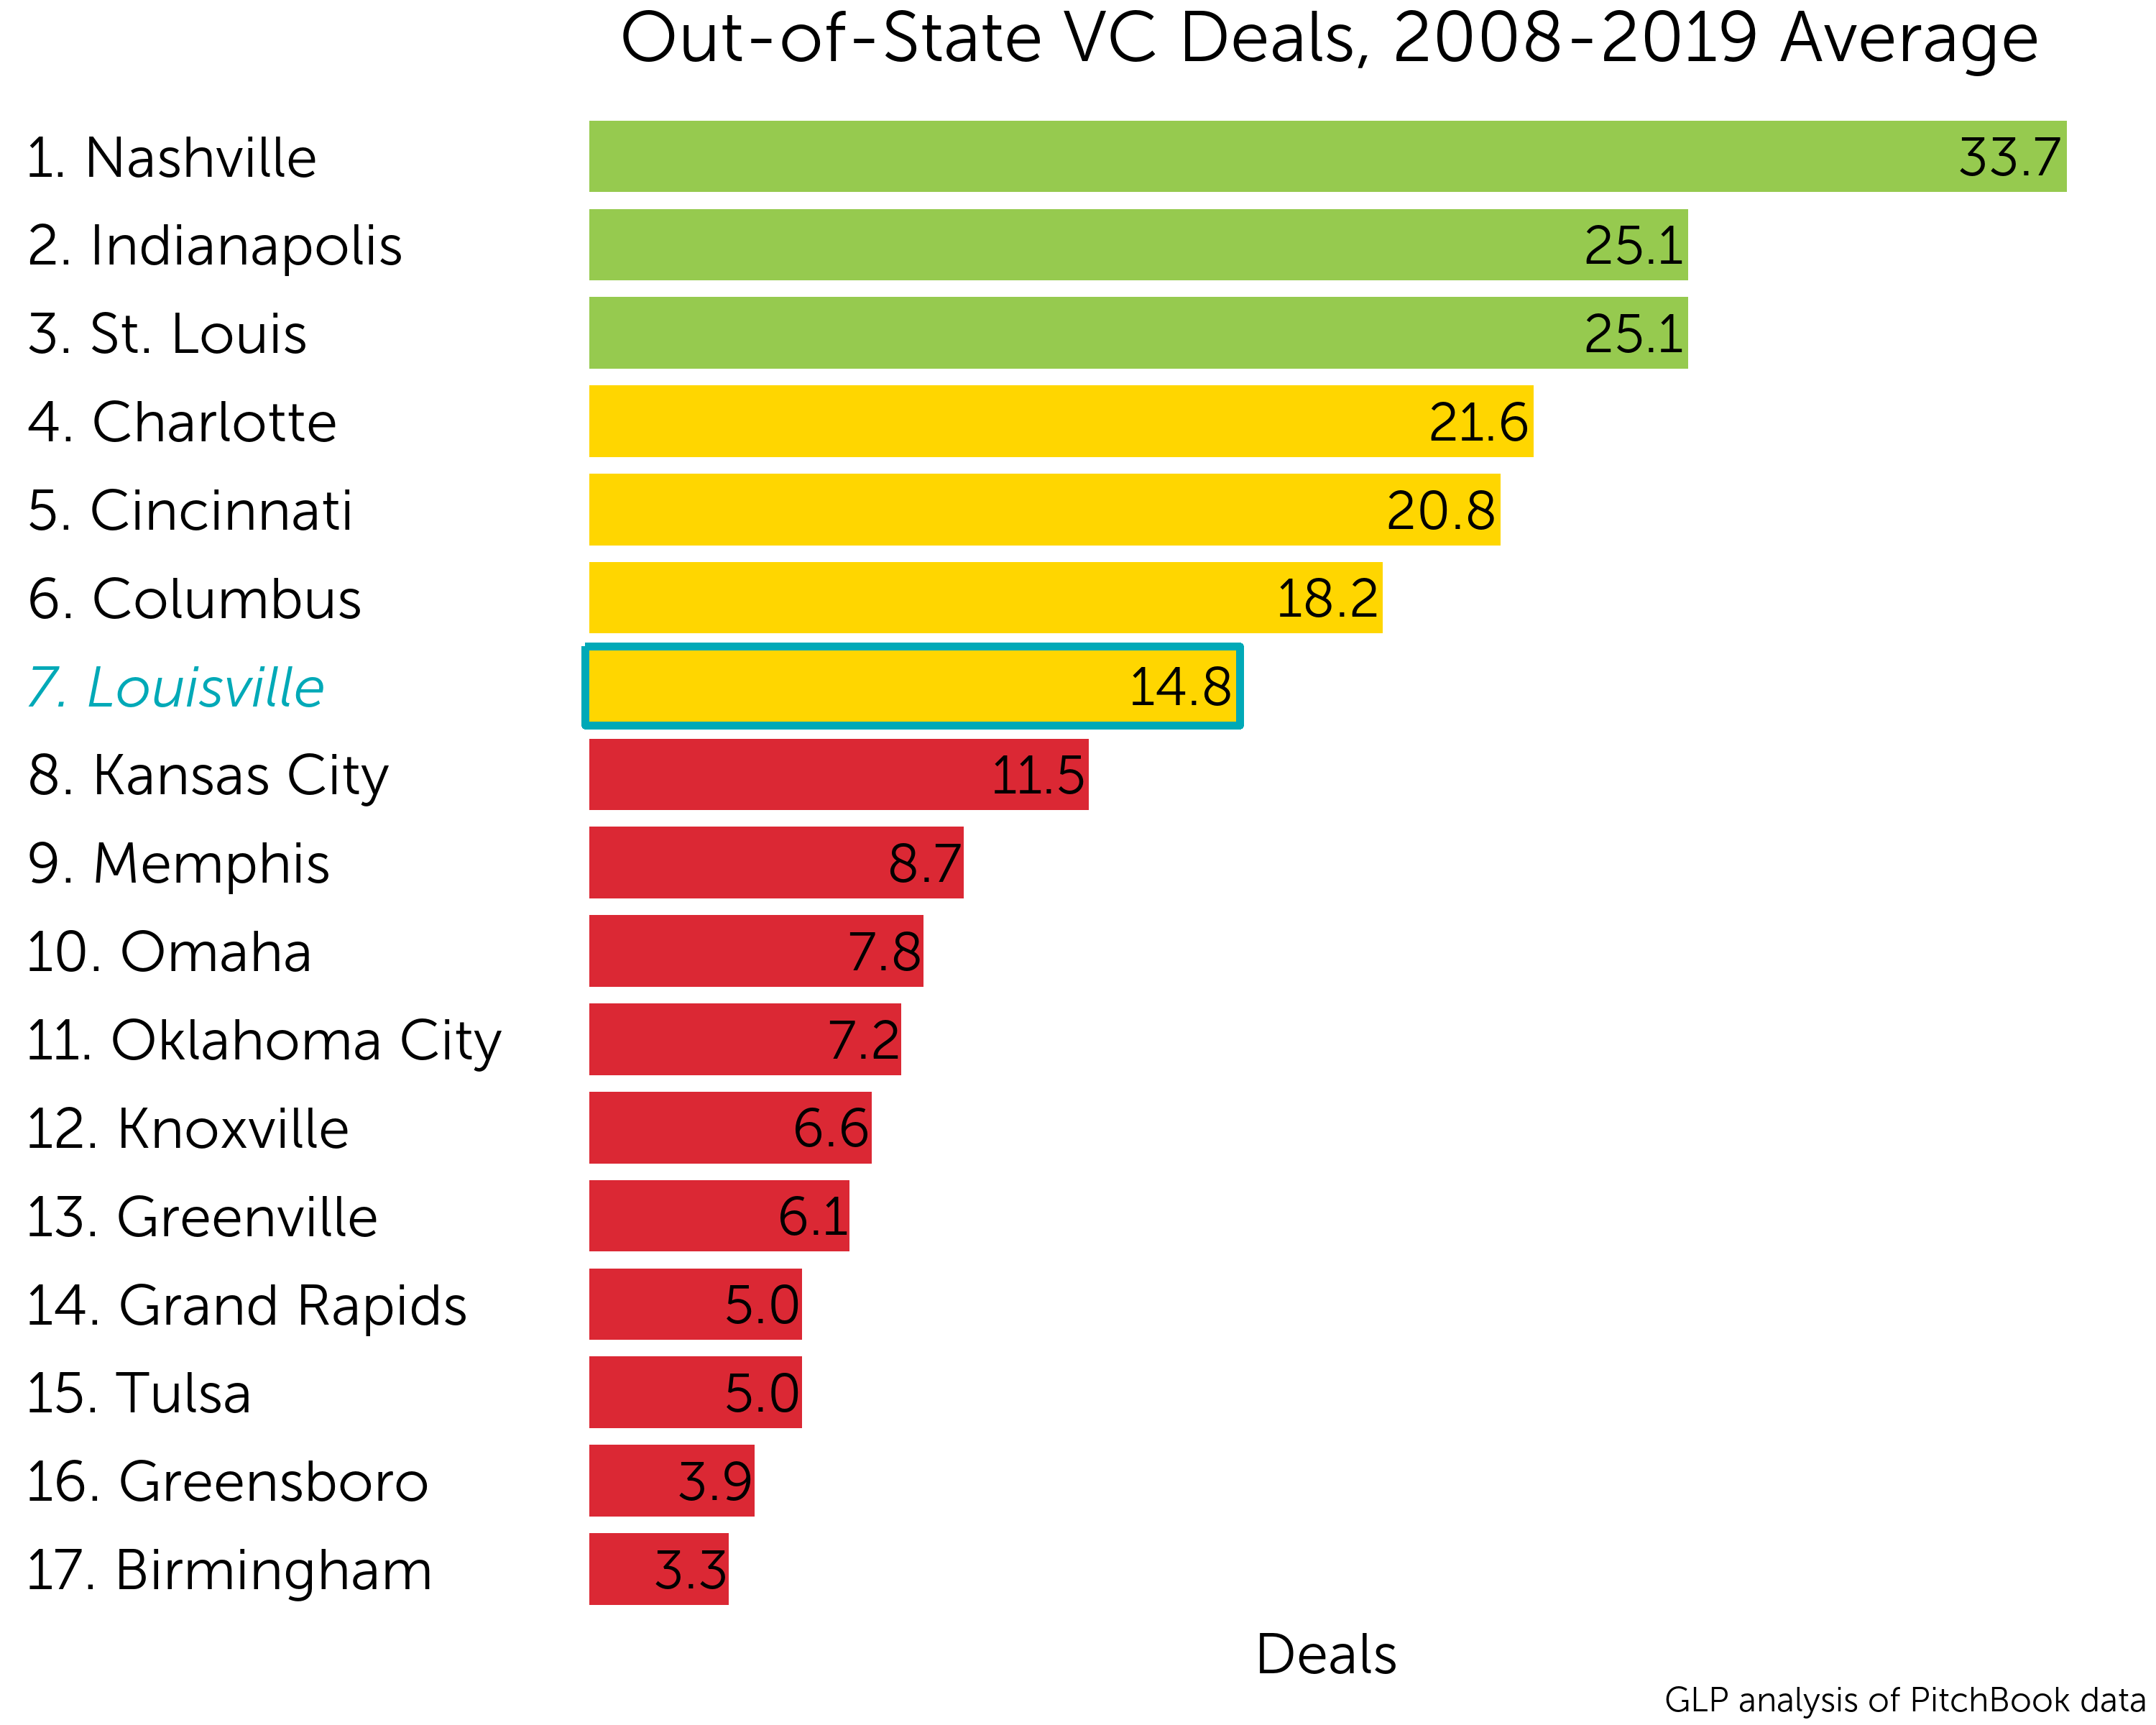 Out-of-State VC Deals, 2008-2019 Average
1. Nashville 33.7
2. Indianapolis 25.1
3. St. Louis 25.1
4. Charlotte 21.6
5. Cincinnati 20.8
6. Columbus 18.2
7. Louisville 14.8
8. Kansas City 11.5
9. Memphis 8.7
10. Omaha 7.8
11. Oklahoma City 7.2
12. Knoxville 6.6
13. Greenville 6.1
14. Grand Rapids 5.0
15. Tulsa 5.0
16. Greensboro 3.9
17. Birmingham 3.3
Deals
GLP analysis of PitchBook data